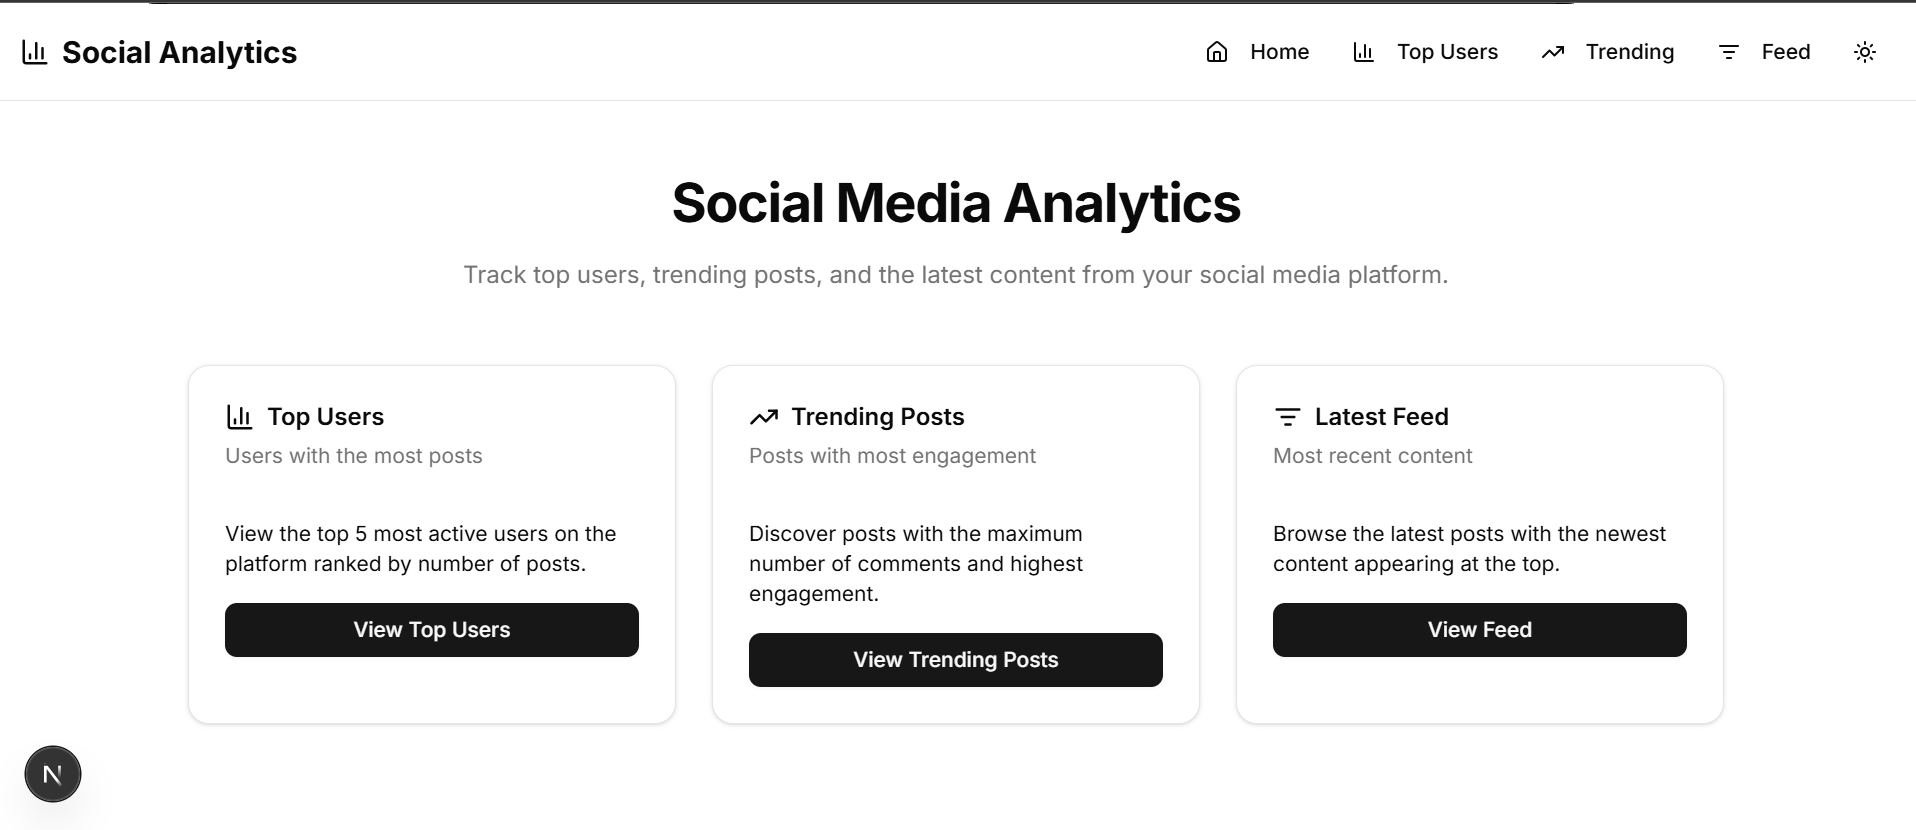 Social Analytics
Home
Top Users
Trending
Feed
Social Media Analytics
Track top users, trending posts, and the latest content from your social media platform.
Top Users
Users with the most posts
View the top 5 most active users on the
platform ranked by number of posts.
View Top Users
Trending Posts
Posts with most engagement
Discover posts with the maximum
number of comments and highest
engagement.
View Trending Posts
Latest Feed
Most recent content
Browse the latest posts with the newest
content appearing at the top.
View Feed
N